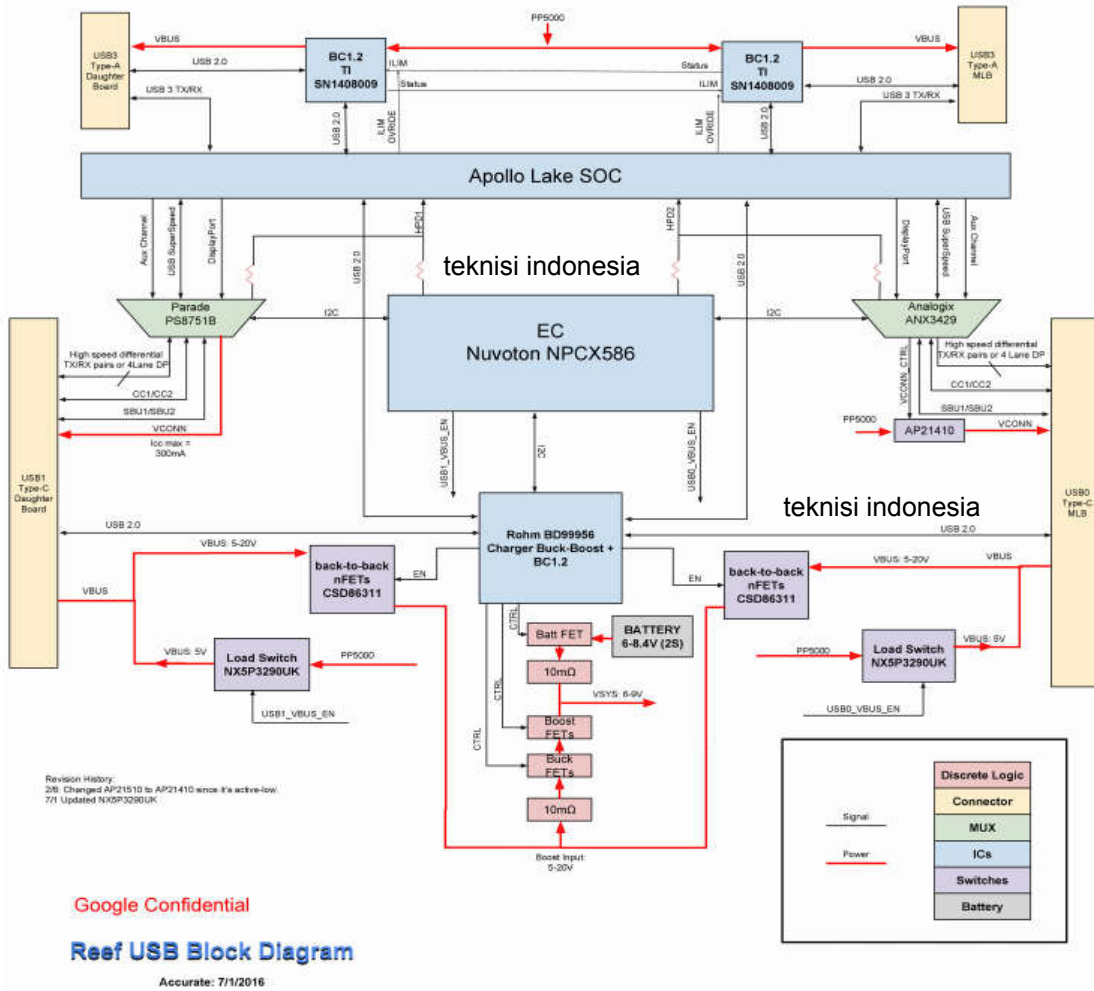 PP5000
USB3
Type-A
Daughter
Board
VBUS
USB 2.0
USB 3 TX/RX
BC1.2
TI
SN1408009
ILIM
Status
Status
ILIM
BC1.2
TI
SN1408009
VBUS
USB 2.0
USB 3 TX/RX
USB3
Type-A
MLB
USB 2.0
ILIM
OVRIDE
ILIM
OVRIDE
USB 2.0
Apollo Lake SOC
Aux Channel
USB SuperSpeed
DisplayPort
HPD1
USB 2.0
teknisi indonesia
HPD2
USB 2.0
DisplayPort
USB SuperSpeed
Aux Channel
Parade
PS8751B
I2C
EC
Nuvoton NPCX586
I2C
Analogix
ANX3429
High speed differential
TX/RX pairs or 4Lane DP
CC1/CC2
SBU1/SBU2
VCONN
Icc max =
300mA
High speed differential
TX/RX pairs or 4 Lane DP
CC1/CC2
SBU1/SBU2
VCONN_CTRL
PP5000
AP21410
VCONN
USB1_VBUS_EN
I2C
USB0_VBUS_EN
USB1
Type-C
Daughter
Board
USB0
Type-C
MLB
teknisi indonesia
USB 2.0
Rohm BD99956
Charger Buck-Boost +
BC1.2
USB 2.0
VBUS: 5-20V
VBUS
back-to-back
nFETs
CSD86311
EN
EN
back-to-back
nFETs
CSD86311
VBUS: 5-20V
VBUS
VBUS: 5V
Load Switch
NX5P3290UK
PP5000
USB1_VBUS_EN
CTRL
CTRL
CTRL
Batt FET
BATTERY
6-8.4V (2S)
10mΩ
VSYS: 6-9V
Boost
FETs
Buck
FETs
10mΩ
Boost Input:
5-20V
PP5000
Load Switch
NX5P3290UK
VBUS: 5V
USB0_VBUS_EN
Revision History:
2/8: Changed AP21510 to AP21410 since it's active-low.
7/1 Updated NX5P3290UK
Signal
Power
Discrete Logic
Connector
MUX
ICs
Switches
Battery
Google Confidential
Reef USB Block Diagram
Accurate: 7/1/2016